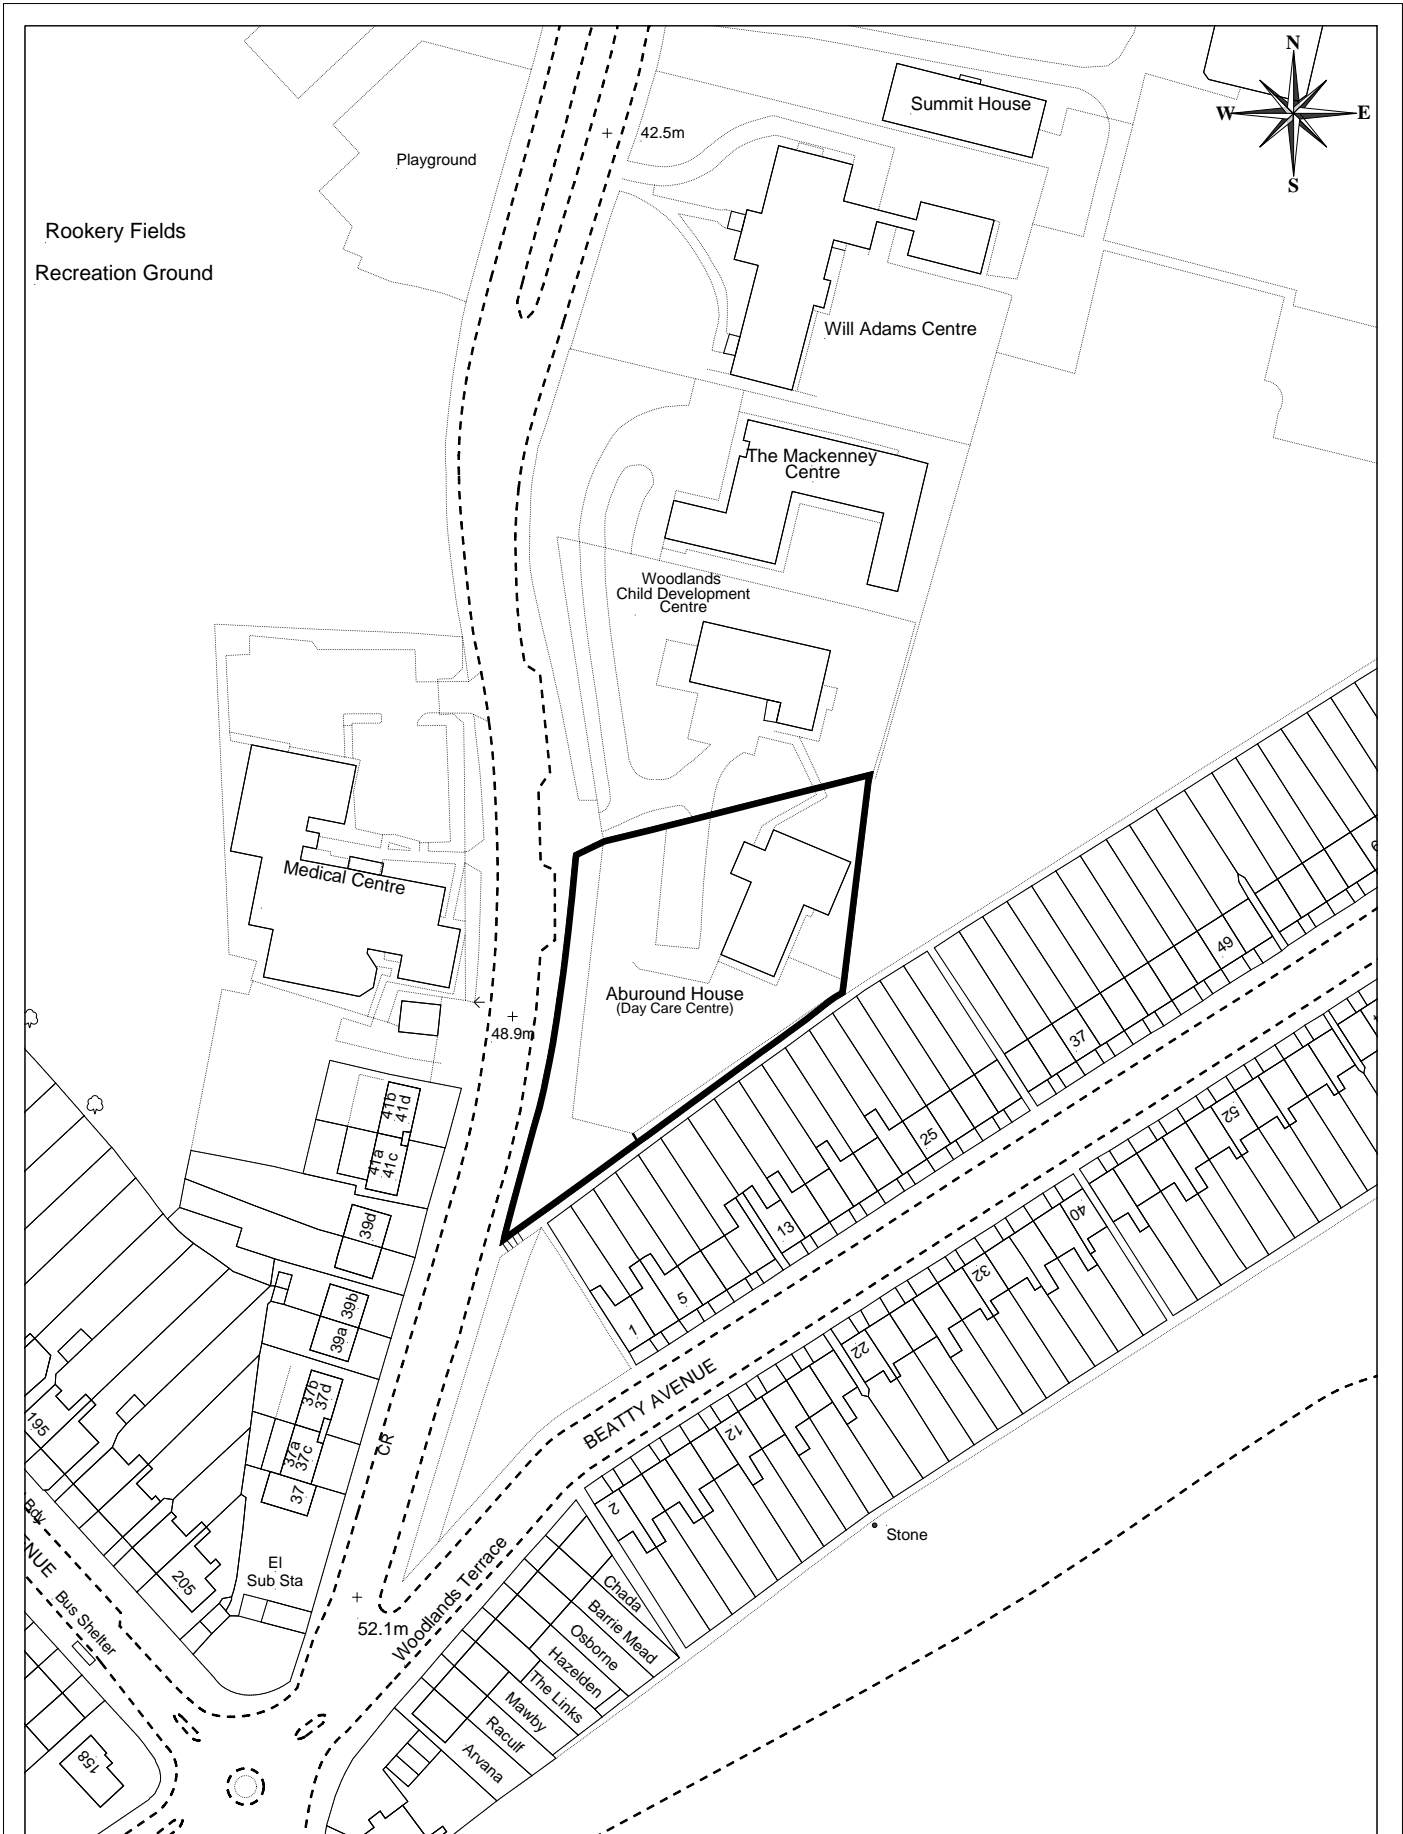 N
Summit House
W
E
42.5m
Playground
S
Rookery Fields
Recreation Ground
Will Adams Centre
The Mackenney
Centre
Woodlands
Child Development
Centre
Medical Centre
Aburound House
(Day Care Centre)
48.9m
49
37
25
13
5
1
52
40
32
22
12
2
41b
41d
41a
41c
39d
39b
39a
37b
37d
37a
37c
37
CR
BEATTY AVENUE
195
Bdy
NUE
205
El
Sub Sta
Bus Shelter
52.1m
Woodlands Terrace
Stone
Chada
Barrie Mead
Osborne
Hazelden
The Links
Mawby
Raculf
Arvana
158